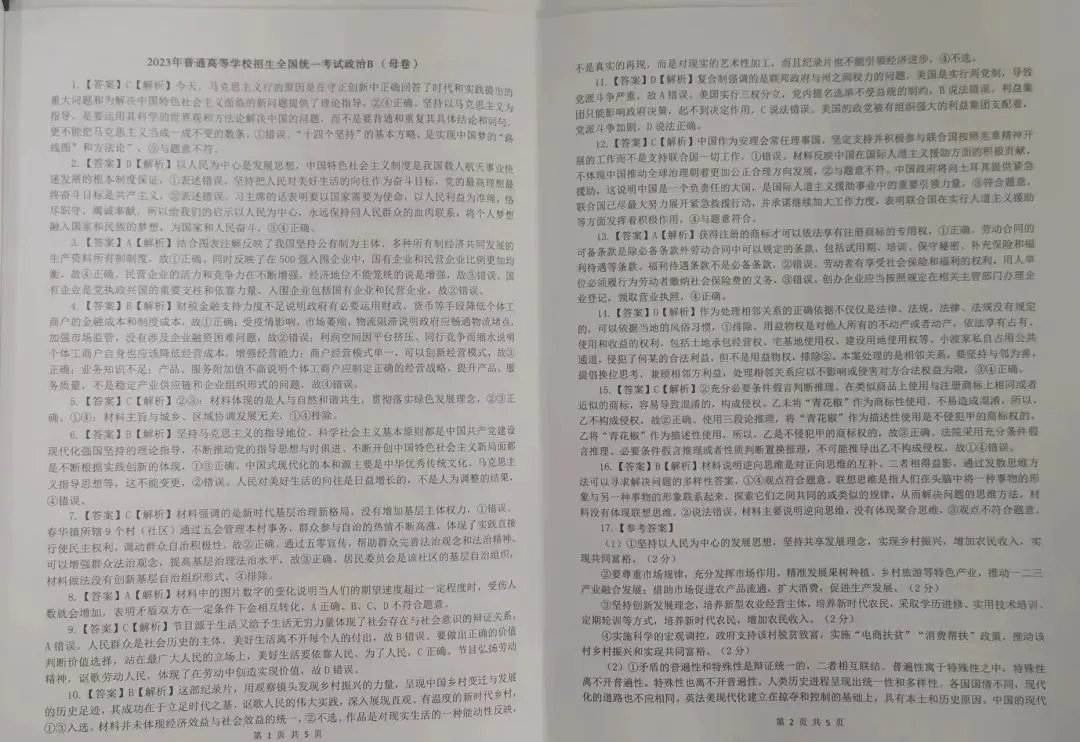 2023年普通高等学校招生全国统一考试政治B（母卷）
1.【答案】C【解析】今天，马克思主义行的原因是在守正创新中正确回答了时代和实践提出的
重大问题和为解决中国特色社会主义面临的新问题提供了理论指导，②④正确。坚持以马克思主义为
指导，是要运用其科学的世界观和方法论解决中国的问题，而不是要背诵和重复其具体结论和词句，
更不能把马克思主义当成一成不变的教条，①错误。“十四个坚持”的基本方略，是实现中国梦的“路
线图”和方法论”、③与题意不符。
2.【答案】D【解析】以人民为中心是发展思想，中国特色社会主义制度是我国载人航天事业快
速发展的根本制度保证，①表述错误。坚持把人民对美好生活的向往作为奋斗目标，党的最高理想最
终奋斗目标是共产主义，②表述错误。习主席的话表明要以国家需要为使命，以人民利益为准绳，恪
尽职守、竭诚奉献。所以给我们的启示以人民为中心，永远保持同人民群众的血肉联系，将个人梦想
融入国家和民族的梦想，为国家和人民奋斗，③④正确。
3.【答案】A【解析】结合图表注解反映了我国坚持公有制为主体、多种所有制经济共同发展的
生产资料所有制制度，故①正确。同时反映了在500强入围企业中，国有企业和民营企业比例更加均
衡，故④正确。民营企业的活力和竞争力在不断增强，经济地位不能笼统的说是增强，故③错误。国
有企业是党执政兴国的重要支柱和依靠力量，入围企业包括国有企业和民营企业，故②错误。
4.【答案】B【解析】财税金融支持力度不足说明政府有必要运用财政、货币等手段降低个体工
商户的金融成本和制度成本，故①正确；受疫情影响，市场萎缩，物流阻滞说明政府应畅通物流堵点，
加强市场监管，没有涉及企业融资困难问题，故②错误；利润空间因平台挤压、同行竞争而缩水说明
个体工商户自身也应该降低经营成本，增强经营能力；商户经营模式单一，可以创新经营模式，故③
正确；业务知识不足；产品、服务附加值不高说明个体工商户应制定正确的经营战略，提升产品、服
务质量，不是稳定产业供应链和企业组织形式的问题，故④错误。
5.【答案】C【解析】②③：材料体现的是人与自然和谐共生，贯彻落实绿色发展理念，②③正
确。①④：材料主旨与城乡、区域协调发展无关，①④排除。
6.【答案】B【解析】坚持马克思主义的指导地位、科学社会主义基本原则都是中国共产党建设
现代化强国坚持的理论指导，不断推动党的指导思想与时俱进、不断开创中国特色社会主义新局面都
是不断根据实践创新的体现，①③正确。中国式现代化的本和源主要是中华优秀传统文化、马克思主
义指导思想等，这不能变更，②错误。人民对美好生活的向往是日益增长的，不是人为调整的结果，
④错误。
7.【答案】C【解析】材料强调的是新时代基层治理新格局，没有增加基层主体权力，①错误。
春华镇所辖9个村（社区）通过五会管理本村事务，群众参与自治的热情不断高涨，体现了实践直接
行使民主权利，调动群众自治积极性，故②正确。通过五零宣传，帮助群众完善法治观念和法治精神，
可以增强群众法治观念，提高基层治理法治水平，故③正确。居民委员会是该社区的基层自治组织，
材料做法没有创新基层自治组织形式，④排除。
8.【答案】A【解析】材料中的图片数字的变化说明当人们的期望速度超过一定程度时，受伤人
数就会增加，表明矛盾双方在一定条件下会相互转化，A正确。B、C、D不符合题意。
9.【答案】C【解析】节目源于生活又给予生活无穷力量体现了社会存在与社会意识的辩证关系，
A错误。人民群众是社会历史的主体，美好生活离不开每个人的付出，故B错误。要做出正确的价值
判断价值选择，站在最广大人民的立场上，美好生活要依靠人民、为了人民，C正确。节目弘扬劳动
精神，讴歌劳动人民，体现了在劳动中创造实现价值，故D错误。
10.【答案】B【解析】这部纪录片，用观察镜头发现乡村振兴的力量，呈现中国乡村变迁与发展
的历史足迹，其成功在于立足时代之基，讴歌人民的伟大实践，深入展现直观、有温度的新时代乡村，
①③入选。材料并未体现经济效益与社会效益的统一，②不选。作品是对现实生活的一种能动性反映，
第 1 页 共 5 页
不是真实的再现，而是对现实的艺术性加工，而且纪录片也不能引领经济进步，④不选。
11.【答案】D【解析】复合制强调的是联邦政府与州之间权力的问题，美国是实行两党制，导致
党派斗争严重，故A错误。美国实行三权分立，党内提名选举不受总统的制约，B说法错误。利益集
团只能影响政府决策，起不到决定作用，C说法错误。美国的政党被有组织强大的利益集团支配着，
党派斗争加剧，D说法正确。
12.【答案】C【解析】中国作为安理会常任理事国，坚定支持并积极参与联合国按照宪章精神开
展的工作而不是支持联合国一切工作，①错误。材料反映中国在国际人道主义援助方面的积极贡献，
不体现中国推动全球治理朝着更加公正合理方向发展，②与题意不符。中国政府将向土耳其提供紧急
援助，这说明中国是一个负责任的大国，是国际人道主义援助事业中的重要引领力量，③符合题意。
联合国已尽最大努力展开紧急救援行动，并承诺继续加大工作力度，表明联合国在实行人道主义援助
等方面发挥着积极作用，④与题意符合。
13.【答案】A【解析】获得注册的商标才可以依法享有注册商标的专用权，①正确。劳动合同的
可备条款是除必备条款外劳动合同中可以规定的条款，包括试用期、培训、保守秘密、补充保险和福
利待遇等条款，福利待遇条款不是必备条款，②错误。劳动者有享受社会保险和福利的权利，用人单
位必须履行为劳动者缴纳社会保险费的义务，③错误。创办企业应当按照规定在相关主管部门办理企
业登记，领取营业执照，④正确。
14.【答案】D【解析】作为处理相邻关系的正确依据不仅仅是法律、法规，法律、法规没有规定
的，可以依据当地的风俗习惯，①排除。用益物权是对他人所有的不动产或者动产，依法享有占有、
使用和收益的权利，包括土地承包经营权、宅基地使用权、建设用地使用权等。小波家私自占用公共
通道，侵犯了何某的合法利益，但不是用益物权，排除②。本案处理的是相邻关系，要坚持与邻为善，
提倡换位思考，兼顾相邻方利益，处理相邻关系应以不影响或侵害对方合法权益为限，③④正确。
15.【答案】C【解析】②充分必要条件假言判断推理。在类似商品上使用与注册商标上相同或者
近似的商标，容易导致混淆的，构成侵权。乙未将“青花椒”作为商标性使用，不易造成混淆，所以，
乙不构成侵权，故②正确。使用三段论推理，将“青花椒”作为描述性使用是不侵犯甲的商标权的，
乙将“青花椒”作为描述性使用，所以，乙是不侵犯甲的商标权的，故③正确。法院采用充分条件假
言推理、必要条件假言推理或者性质判断置换推理，不可能推导出乙不构成侵权，故①④错误。
16.【答案】B【解析】材料说明逆向思维是对正向思维的互补，二者相得益彰，通过发散思维方
法可以寻求解决问题的多样性答案，①④观点符合题意。联想思维是指人们在头脑中将一种事物的形
象与另一种事物的形象联系起来，探索它们之间共同的或类似的规律，从而解决问题的思维方法，材
料没有体现联想思维，②说法错误。材料主要说明逆向思维，没有体现聚合思维，③观点不符合题意。
17.【参考答案】
（1）①坚持以人民为中心的发展思想，坚持共享发展理念，实现乡村振兴，增加农民收入，实
现共同富裕。（2分）
②要尊重市场规律，充分发挥市场作用，精准发展果树种植、乡村旅游等特色产业，推动一二三
产业融合发展；借助市场促进农产品流通，扩大消费，促进生产发展。（2分）
③坚持创新发展理念，培养新型农业经营主体，培养新时代农民，采取学历进修、实用技术培训、
定期轮训等方式，培养新时代农民，增加农民收入。（2分）
④实施科学的宏观调控，政府支持该村脱贫致富，实施“电商扶贫”“消费帮扶”政策，推动该
村乡村振兴和实现共同富裕。（2分）
（2）①矛盾的普遍性和特殊性是辩证统一的，二者相互联结。普遍性寓于特殊性之中，特殊性
离不开普遍性，特殊性也离不开普遍性，人类历史进程呈现出统一性和多样性。各国国情不同，现代
化的道路也不应相同，英法美现代化建立在掠夺和控制的基础上，具有本土和历史原因。中国的现代
第 2 页 共 5 页